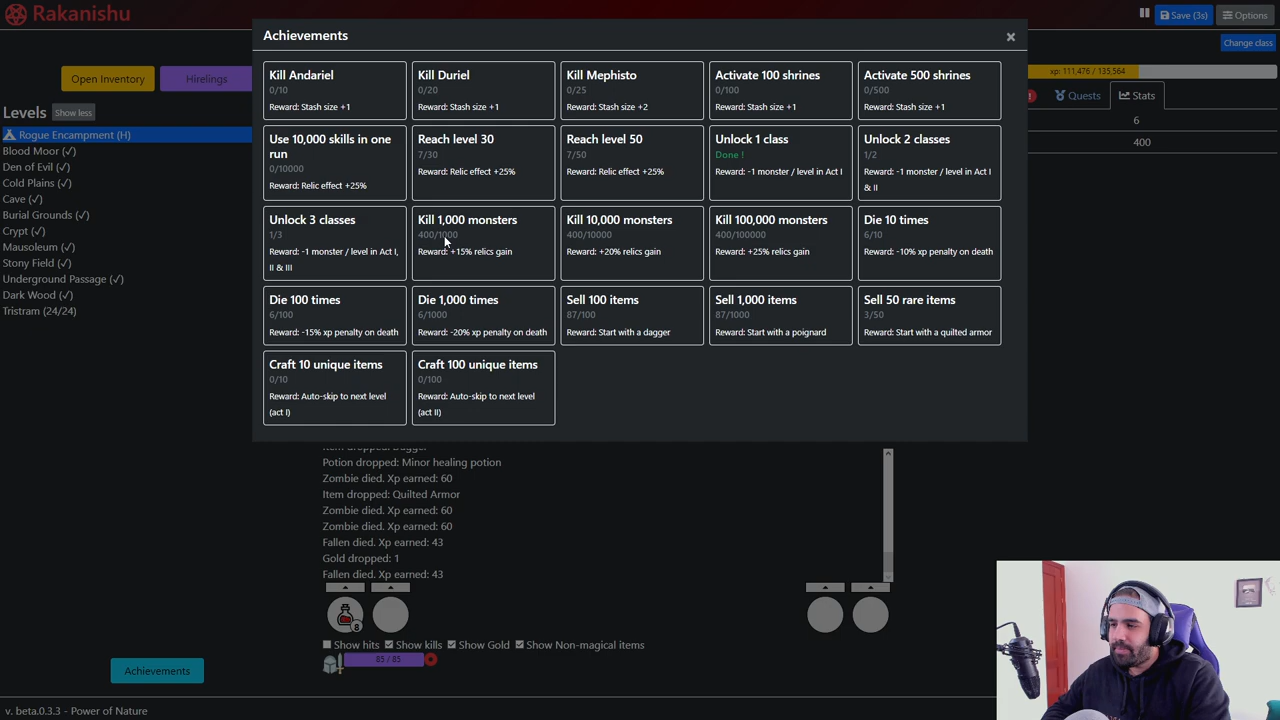 Rakanishu
Save (3s)
Options
Change class
Open Inventory
Hirelings
xp: 111,476 / 135,564
Quests
Stats
6
400
Levels
Show less
Rogue Encampment (H)
Blood Moor (✓)
Den of Evil (✓)
Cold Plains (✓)
Cave (✓)
Burial Grounds (✓)
Crypt (✓)
Mausoleum (✓)
Stony Field (✓)
Underground Passage (✓)
Dark Wood (✓)
Tristram (24/24)
Achievements
×
Kill Andariel
0/10
Reward: Stash size +1
Kill Duriel
0/20
Reward: Stash size +1
Kill Mephisto
0/25
Reward: Stash size +2
Activate 100 shrines
0/100
Reward: Stash size +1
Activate 500 shrines
0/500
Reward: Stash size +1
Use 10,000 skills in one
run
0/10000
Reward: Relic effect +25%
Reach level 30
7/30
Reward: Relic effect +25%
Reach level 50
7/50
Reward: Relic effect +25%
Unlock 1 class
Done !
Reward: -1 monster / level in Act I
Unlock 2 classes
1/2
Reward: -1 monster / level in Act I
& II
Unlock 3 classes
1/3
Reward: -1 monster / level in Act I,
II & III
Kill 1,000 monsters
400/1000
Reward: +15% relics gain
Kill 10,000 monsters
400/10000
Reward: +20% relics gain
Kill 100,000 monsters
400/100000
Reward: +25% relics gain
Die 10 times
6/10
Reward: -10% xp penalty on death
Die 100 times
6/100
Reward: -15% xp penalty on death
Die 1,000 times
6/1000
Reward: -20% xp penalty on death
Sell 100 items
87/100
Reward: Start with a dagger
Sell 1,000 items
87/1000
Reward: Start with a poignard
Sell 50 rare items
3/50
Reward: Start with a quilted armor
Craft 10 unique items
0/10
Reward: Auto-skip to next level
(act I)
Craft 100 unique items
0/100
Reward: Auto-skip to next level
(act II)
Potion dropped: Minor healing potion
Zombie died. Xp earned: 60
Item dropped: Quilted Armor
Zombie died. Xp earned: 60
Zombie died. Xp earned: 60
Fallen died. Xp earned: 43
Gold dropped: 1
Fallen died. Xp earned: 43
8
Show hits
Show kills
Show Gold
Show Non-magical items
85 / 85
Achievements
v. beta.0.3.3 - Power of Nature